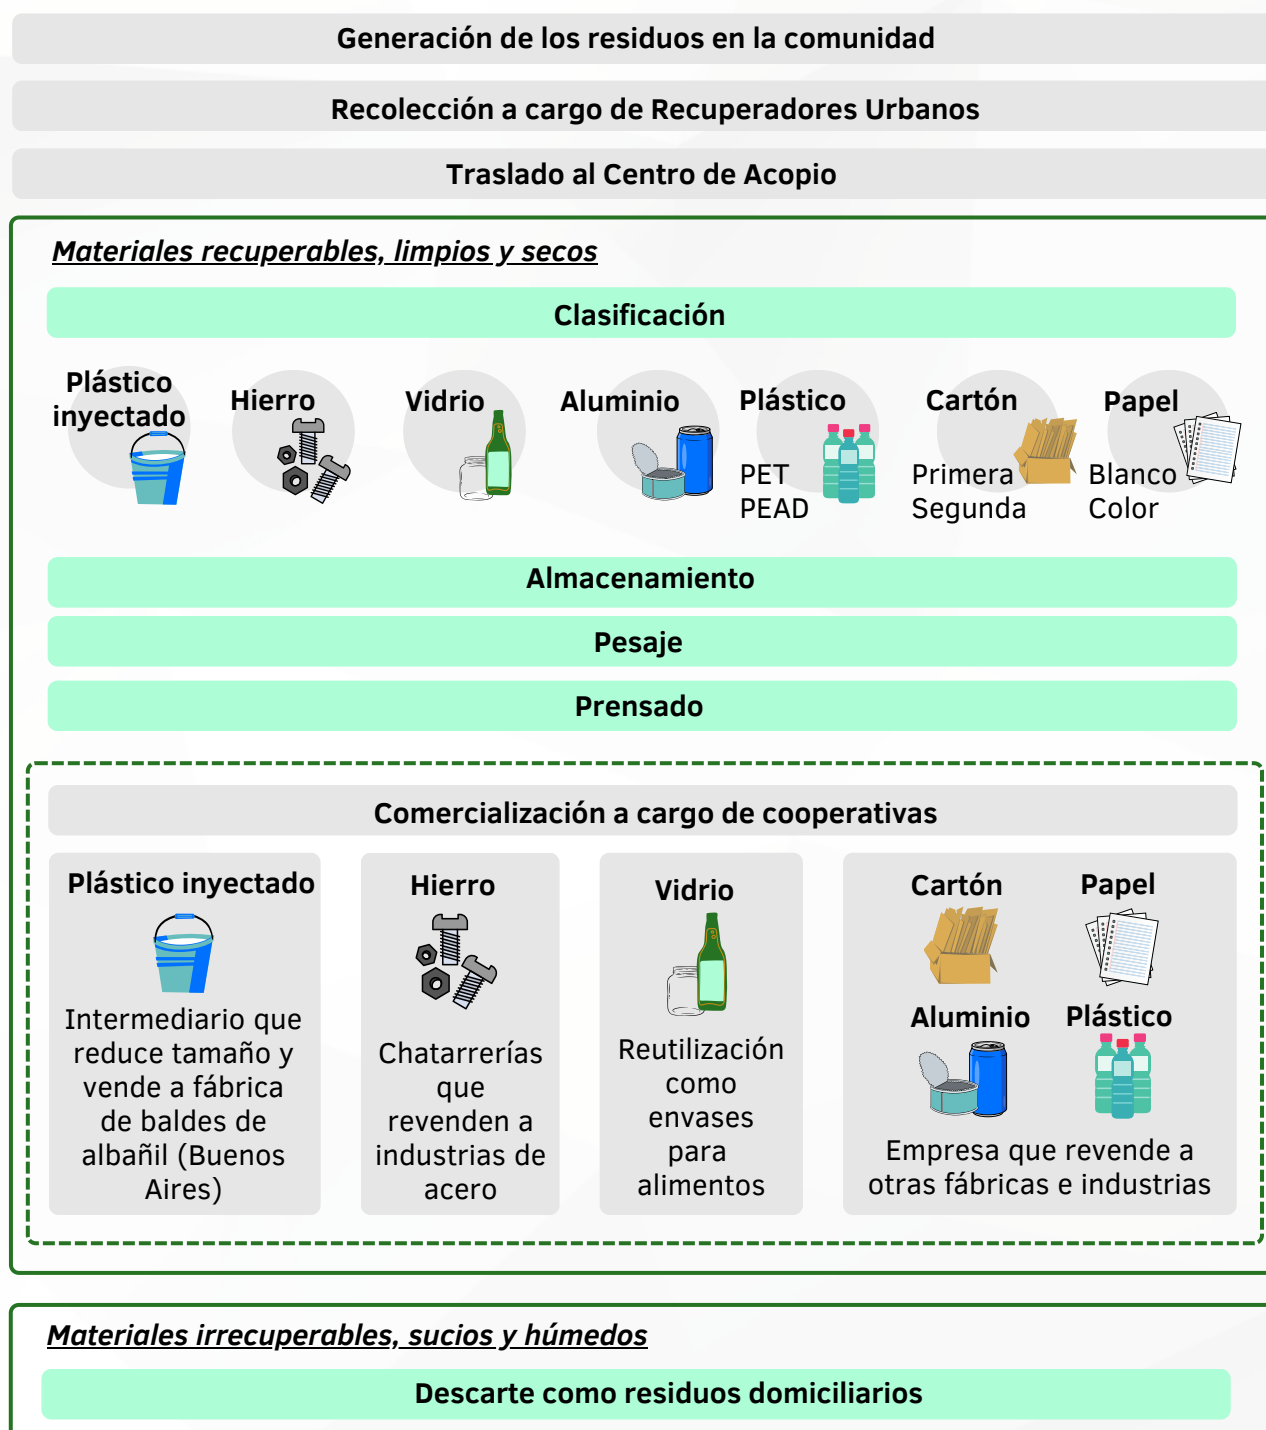 Generación de los residuos en la comunidad
Recolección a cargo de Recuperadores Urbanos
Traslado al Centro de Acopio
Materiales recuperables, limpios y secos
Clasificación
Plástico
inyectado
Hierro
Vidrio
Aluminio
Plástico
PET
PEAD
Cartón
Primera
Segunda
Papel
Blanco
Color
Almacenamiento
Pesaje
Prensado
Comercialización a cargo de cooperativas
Plástico inyectado
Intermediario que
reduce tamaño y
vende a fábrica
de baldes de
albañil (Buenos
Aires)
Hierro
Chatarrerías
que
revenden a
industrias de
acero
Vidrio
Reutilización
como
envases
para
alimentos
Cartón
Papel
Aluminio
Plástico
Empresa que revende a
otras fábricas e industrias
Materiales irrecuperables, sucios y húmedos
Descarte como residuos domiciliarios